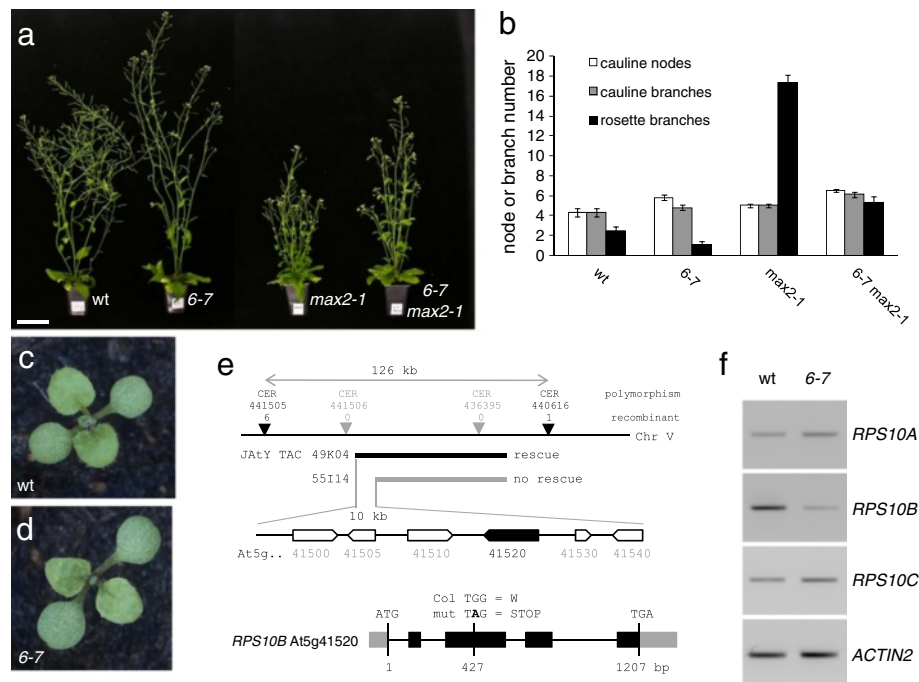 a
wt
6-7
max2-1
6-7
max2-1
b
node or branch number
20
18
16
14
12
10
8
6
4
2
0
cauline nodes
cauline branches
rosette branches
wt
6-7
max2-1
6-7 max2-1
c
wt
d
6-7
e
126 kb
CER CER CER CER polymorphism
441505 441506 436395 440616
6 0 0 1 recombinant
Chr V
JAtY TAC 49K04 rescue
55I14 no rescue
10 kb
At5g.. 41500 41505 41510 41520 41530 41540
Col TGG = W
ATG mut TAG = STOP TGA
RPS10B At5g41520
1 427 1207 bp
f
wt 6-7
RPS10A
RPS10B
RPS10C
ACTIN2